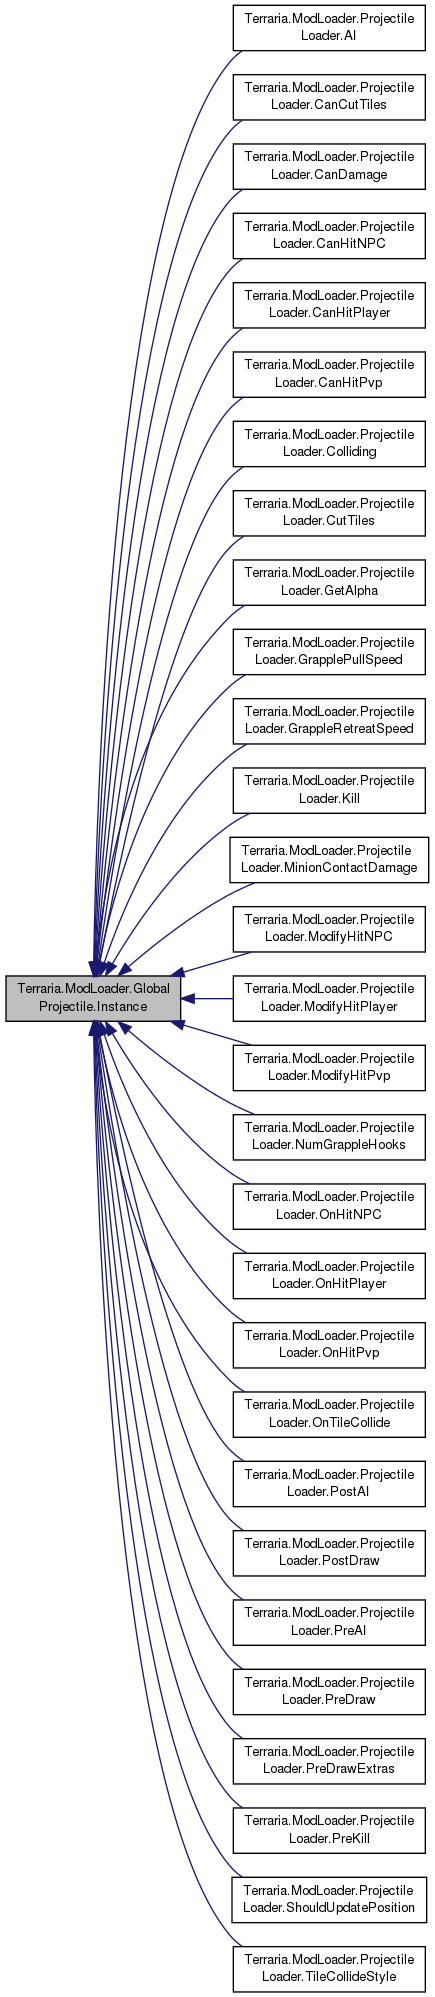 Terraria.ModLoader.Projectile
Loader.AI
Terraria.ModLoader.Projectile
Loader.CanCutTiles
Terraria.ModLoader.Projectile
Loader.CanDamage
Terraria.ModLoader.Projectile
Loader.CanHitNPC
Terraria.ModLoader.Projectile
Loader.CanHitPlayer
Terraria.ModLoader.Projectile
Loader.CanHitPvp
Terraria.ModLoader.Projectile
Loader.Colliding
Terraria.ModLoader.Projectile
Loader.CutTiles
Terraria.ModLoader.Projectile
Loader.GetAlpha
Terraria.ModLoader.Projectile
Loader.GrapplePullSpeed
Terraria.ModLoader.Projectile
Loader.GrappleRetreatSpeed
Terraria.ModLoader.Projectile
Loader.Kill
Terraria.ModLoader.Projectile
Loader.MinionContactDamage
Terraria.ModLoader.Projectile
Loader.ModifyHitNPC
Terraria.ModLoader.Global
Projectile.Instance
Terraria.ModLoader.Projectile
Loader.ModifyHitPlayer
Terraria.ModLoader.Projectile
Loader.ModifyHitPvp
Terraria.ModLoader.Projectile
Loader.NumGrappleHooks
Terraria.ModLoader.Projectile
Loader.OnHitNPC
Terraria.ModLoader.Projectile
Loader.OnHitPlayer
Terraria.ModLoader.Projectile
Loader.OnHitPvp
Terraria.ModLoader.Projectile
Loader.OnTileCollide
Terraria.ModLoader.Projectile
Loader.PostAI
Terraria.ModLoader.Projectile
Loader.PostDraw
Terraria.ModLoader.Projectile
Loader.PreAI
Terraria.ModLoader.Projectile
Loader.PreDraw
Terraria.ModLoader.Projectile
Loader.PreDrawExtras
Terraria.ModLoader.Projectile
Loader.PreKill
Terraria.ModLoader.Projectile
Loader.ShouldUpdatePosition
Terraria.ModLoader.Projectile
Loader.TileCollideStyle